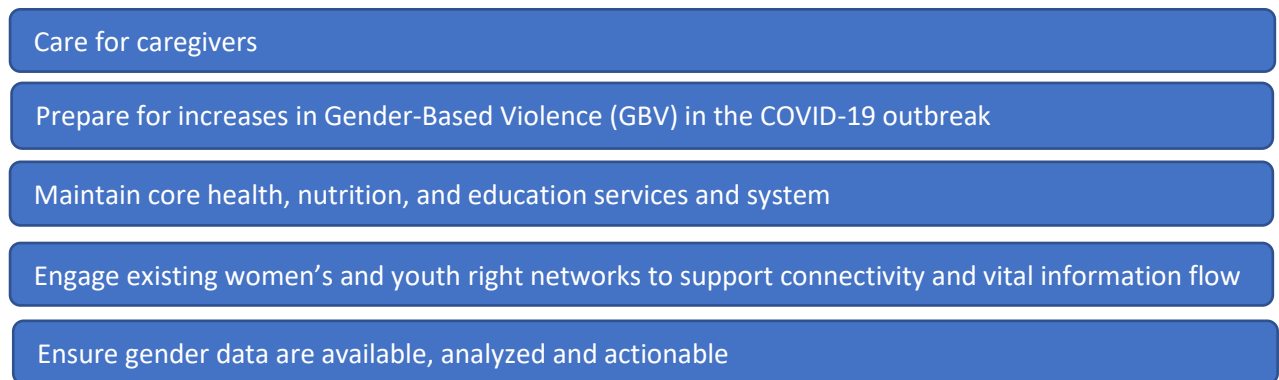 Care for caregivers
Prepare for increases in Gender-Based Violence (GBV) in the COVID-19 outbreak
Maintain core health, nutrition, and education services and system
Engage existing women’s and youth right networks to support connectivity and vital information flow
Ensure gender data are available, analyzed and actionable